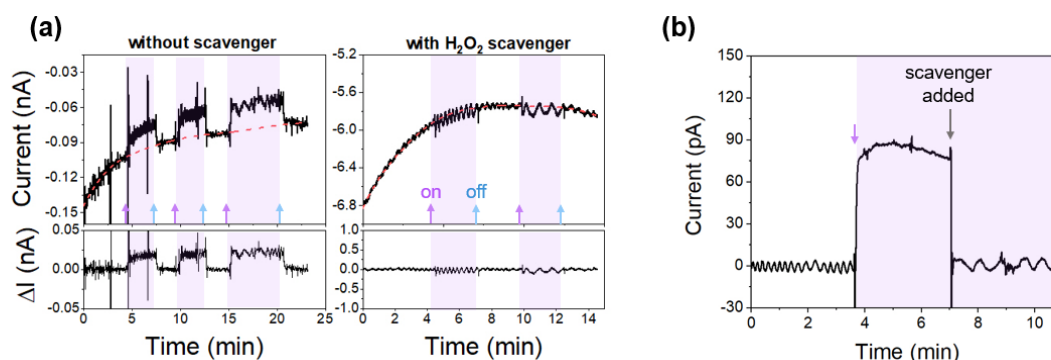 (a)
without scavenger
with H₂O₂ scavenger
Current (nA)
-0.03
-0.06
-0.09
-0.12
-0.15
-5.2
-5.6
-6.0
-6.4
-6.8
on
off
ΔI (nA)
0.05
0.00
0.05
1.0
0.5
0.0
-0.5
-1.0
0 5 10 15 20 25
0 2 4 6 8 10 12 14
Time (min)
Time (min)
(b)
Current (pA)
150
120
90
60
30
0
-30
scavenger
added
0 2 4 6 8 10
Time (min)